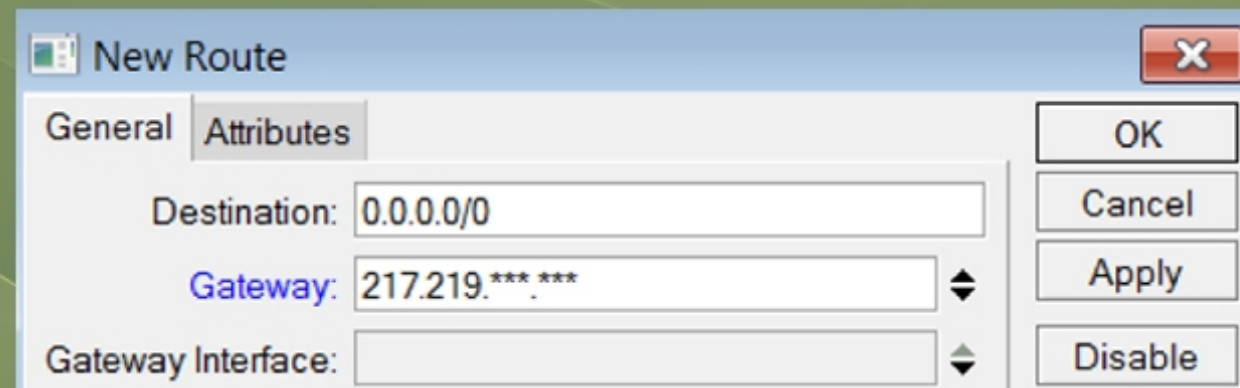 New Route
General Attributes
OK
Destination: 0.0.0.0/0
Cancel
Gateway: 217.219.***.***
Apply
Gateway Interface:
Disable